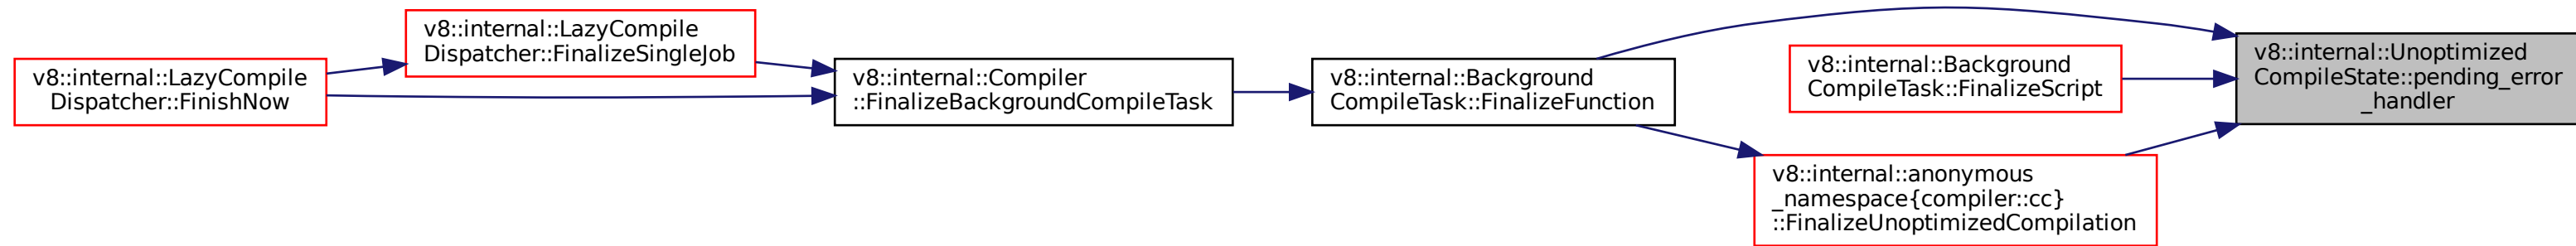 v8::internal::LazyCompile
Dispatcher::FinishNow
v8::internal::LazyCompile
Dispatcher::FinalizeSingleJob
v8::internal::Compiler
::FinalizeBackgroundCompileTask
v8::internal::Background
CompileTask::FinalizeFunction
v8::internal::Background
CompileTask::FinalizeScript
v8::internal::anonymous
_namespace{compiler::cc}
::FinalizeUnoptimizedCompilation
v8::internal::Unoptimized
CompileState::pending_error
_handler